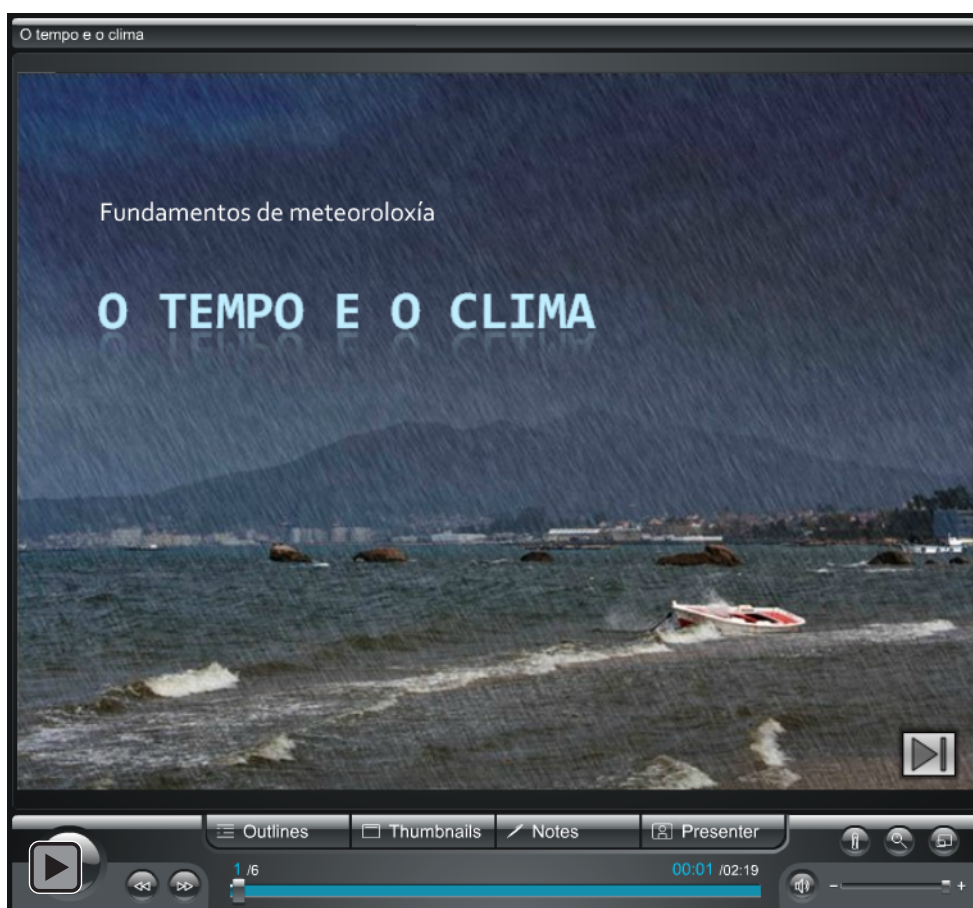 O tempo e o clima
Fundamentos de meteoroloxía
O TEMPO E O CLIMA
Outlines
Thumbnails
Notes
Presenter
1 /6
00:01 /02:19